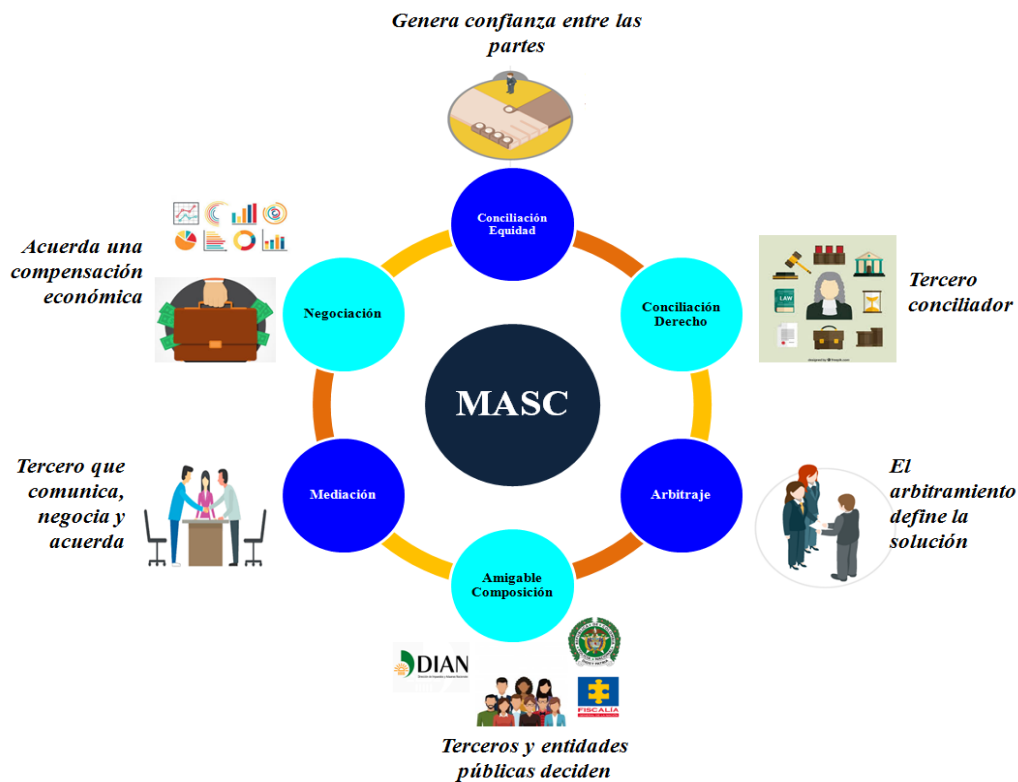 Genera confianza entre las
partes
Conciliación
Equidad
Acuerda una
compensación
económica
Negociación
Conciliación
Derecho
LAW
Tercero
conciliador
MASC
Tercero que
comunica,
negocia y
acuerda
Mediación
Arbitraje
El
arbitramiento
define la
solución
Amigable
Composición
DIAN
FISCALÍA
Terceros y entidades
públicas deciden